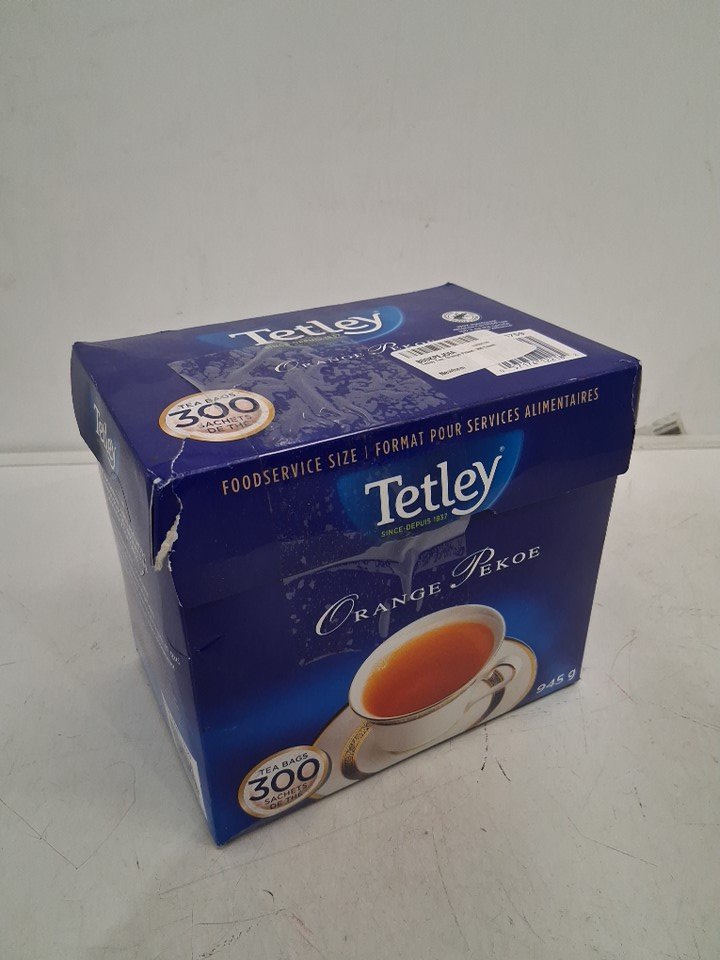 Tetley
ORANGE PEKOE
TEA BAGS
300
SACHETS
DE THÉ
1759
Tetley
FOODSERVICE SIZE | FORMAT POUR SERVICES ALIMENTAIRES
Tetley®
SINCE·DEPUIS 1837
ORANGE PEKOE
945 g
TEA BAGS
300
SACHETS
DE THÉ